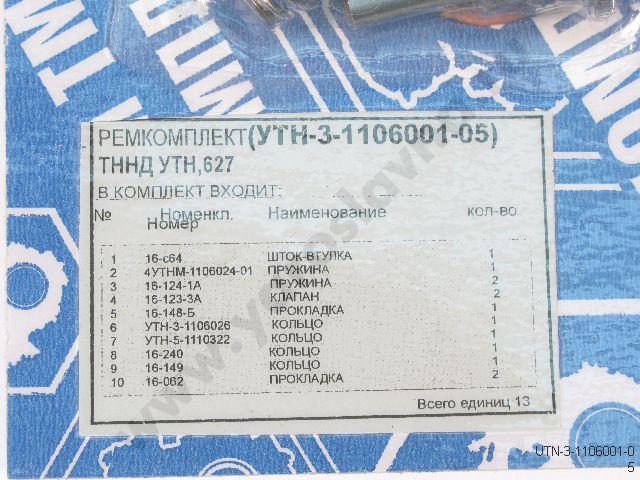 РЕМКОМПЛЕКТ(УТН-3-1106001-05)
ТННД УТН,627
В КОМПЛЕКТ ВХОДИТ:
№ Номенкл. Номер Наименование кол-во
1 16-с64 ШТОК-ВТУЛКА 1
2 4УТНМ-1106024-01 ПРУЖИНА 1
3 16-124-1А ПРУЖИНА 2
4 16-123-3А КЛАПАН 2
5 16-148-Б ПРОКЛАДКА 1
6 УТН-3-1106026 КОЛЬЦО 1
7 УТН-5-1110322 КОЛЬЦО 1
8 16-240 КОЛЬЦО 1
9 16-149 КОЛЬЦО 1
10 16-062 ПРОКЛАДКА 2
Всего единиц 13
UTN-3-1106001-0
5